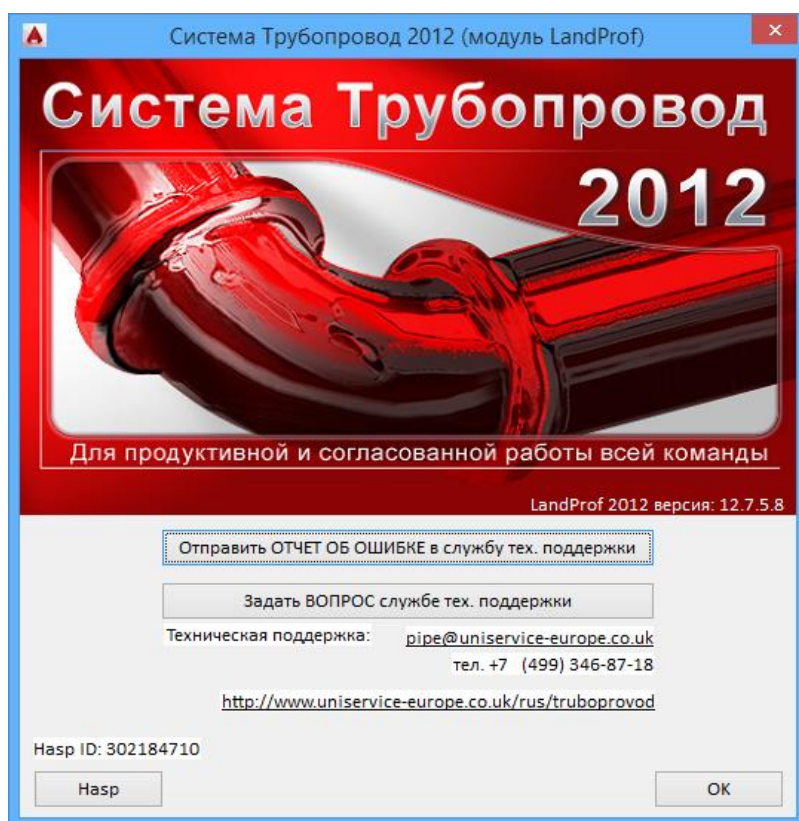 Система Трубопровод 2012 (модуль LandProf)
Система Трубопровод
2012
Для продуктивной и согласованной работы всей команды
LandProf 2012 версия: 12.7.5.8
Отправить ОТЧЕТ ОБ ОШИБКЕ в службу тех. поддержки
Задать ВОПРОС службе тех. поддержки
Техническая поддержка: pipe@uniservice-europe.co.uk
тел. +7 (499) 346-87-18
http://www.uniservice-europe.co.uk/rus/truboprovod
Hasp ID: 302184710
Hasp OK